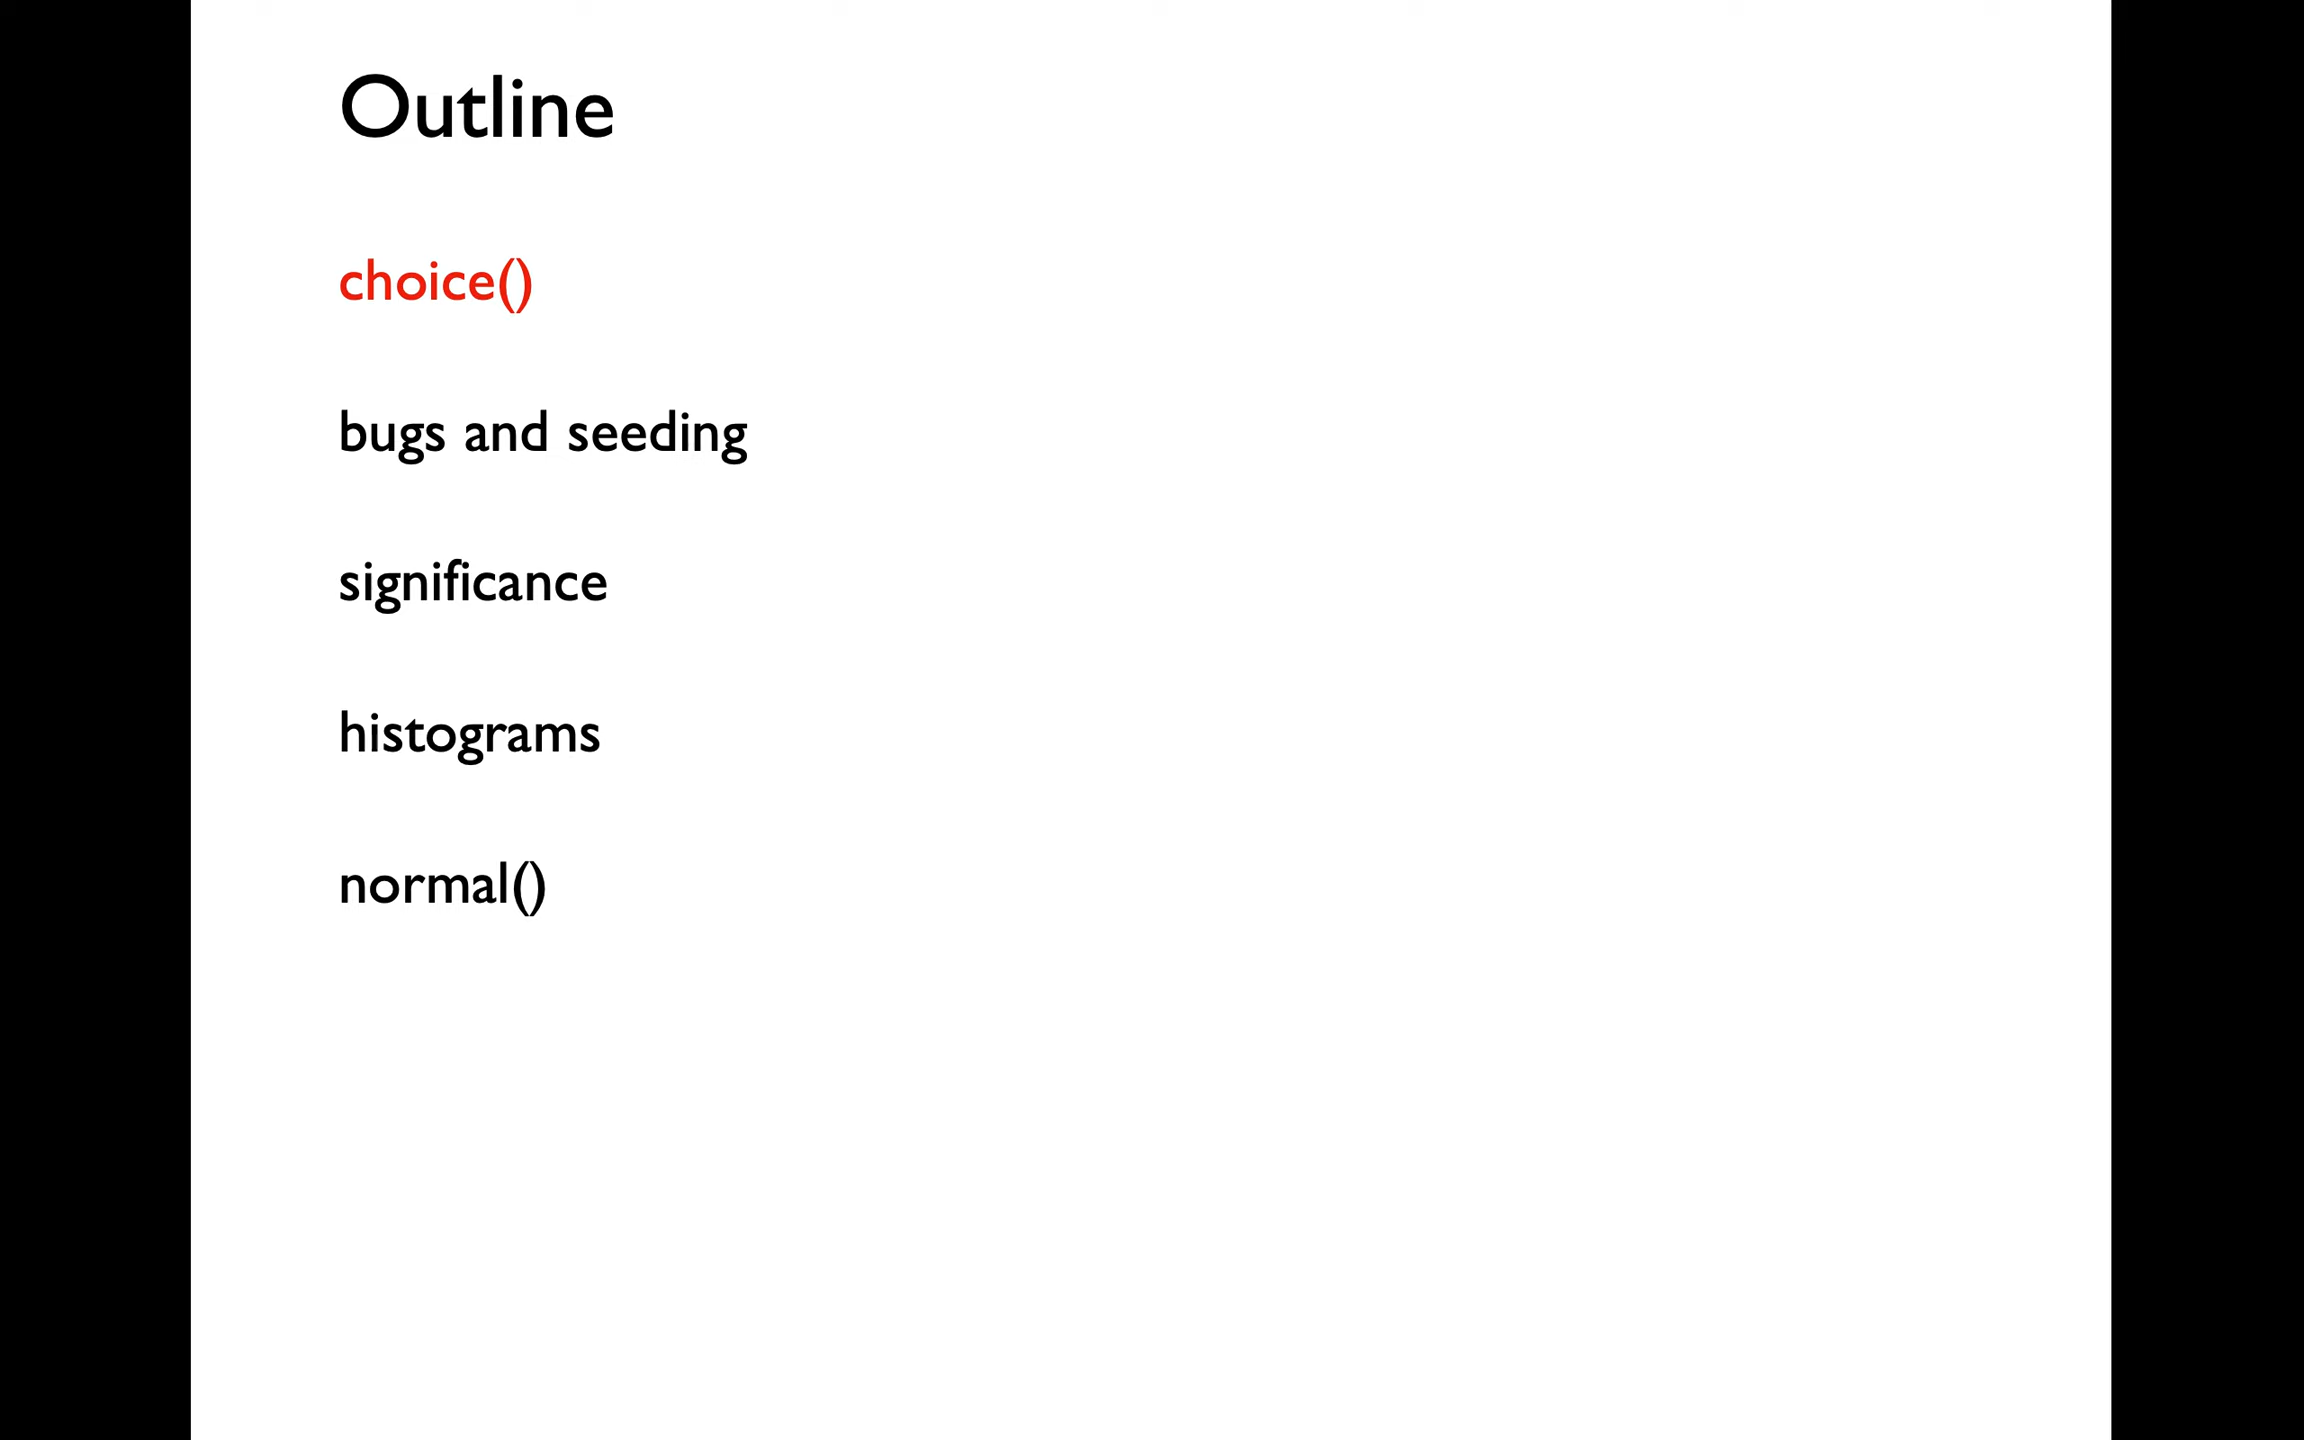 Outline
choice()
bugs and seeding
significance
histograms
normal()